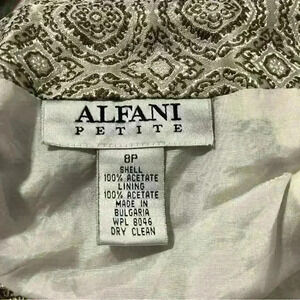 ALFANI
PETITE
8P
SHELL
100% ACETATE
LINING
100% ACETATE
MADE IN
BULGARIA
WPL 8046
DRY CLEAN